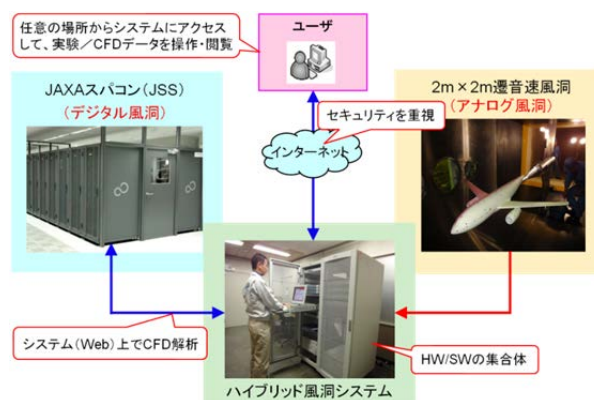 任意の場所からシステムにアクセス
して、実験／CFDデータを操作・閲覧
ユーザ
JAXAスパコン（JSS）
（デジタル風洞）
2m×2m遷音速風洞
（アナログ風洞）
セキュリティを重視
インターネット
システム（Web）上でCFD解析
HW/SWの集合体
ハイブリッド風洞システム